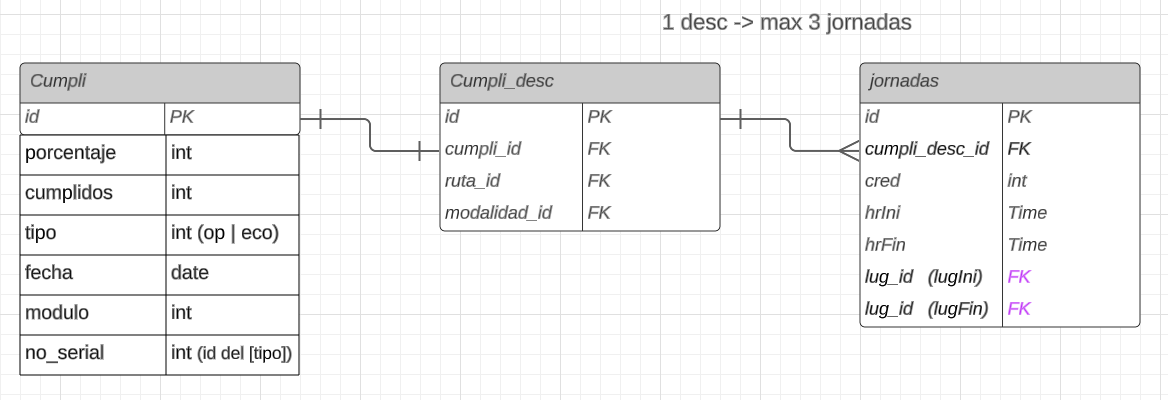 1 desc -> max 3 jornadas
Cumpli
id PK
porcentaje int
cumplidos int
tipo int (op | eco)
fecha date
modulo int
no_serial int (id del [tipo])
Cumpli_desc
id PK
cumpli_id FK
ruta_id FK
modalidad_id FK
jornadas
id PK
cumpli_desc_id FK
cred int
hrIni Time
hrFin Time
lug_id (lugIni) FK
lug_id (lugFin) FK